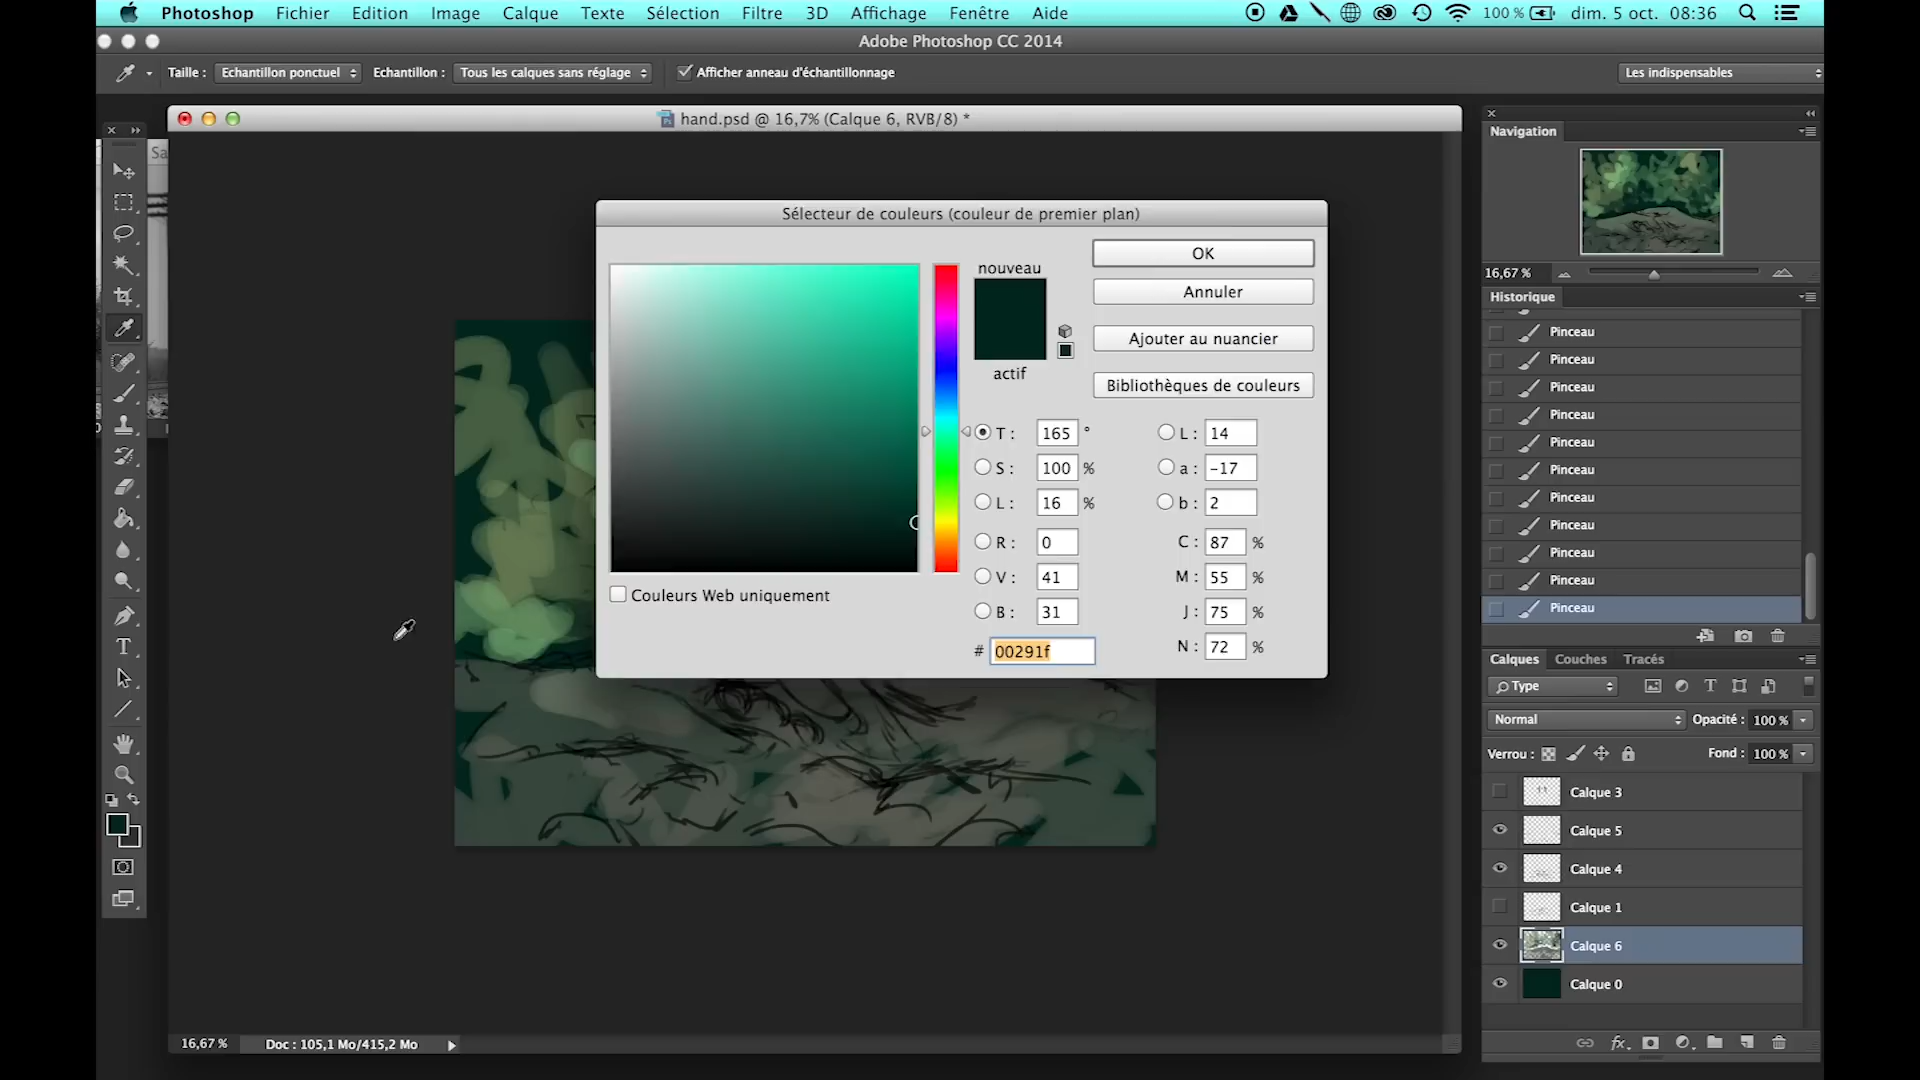 Photoshop Fichier Edition Image Calque Texte Sélection Filtre 3D Affichage Fenêtre Aide 100 % dim. 5 oct. 08:36
Adobe Photoshop CC 2014
Taille : Echantillon ponctuel Echantillon : Tous les calques sans réglage Afficher anneau d'échantillonnage Les indispensables
hand.psd @ 16,7% (Calque 6, RVB/8) *
Navigation
Sa
Sélecteur de couleurs (couleur de premier plan)
OK
nouveau
Annuler
16,67 %
Historique
Ajouter au nuancier
Pinceau
Pinceau
actif
Bibliothèques de couleurs
Pinceau
Pinceau
T : 165 ° L : 14
Pinceau
S : 100 % a : -17
Pinceau
L : 16 % b : 2
Pinceau
Pinceau
R : 0 C : 87 %
Pinceau
V : 41 M : 55 %
Pinceau
Couleurs Web uniquement
B : 31 J : 75 %
Pinceau
# 00291f N : 72 %
Calques Couches Tracés
Type
Normal Opacité : 100 %
Verrou : Fond : 100 %
Calque 3
Calque 5
Calque 4
Calque 1
Calque 6
Calque 0
16,67 % Doc : 105,1 Mo/415,2 Mo
fx